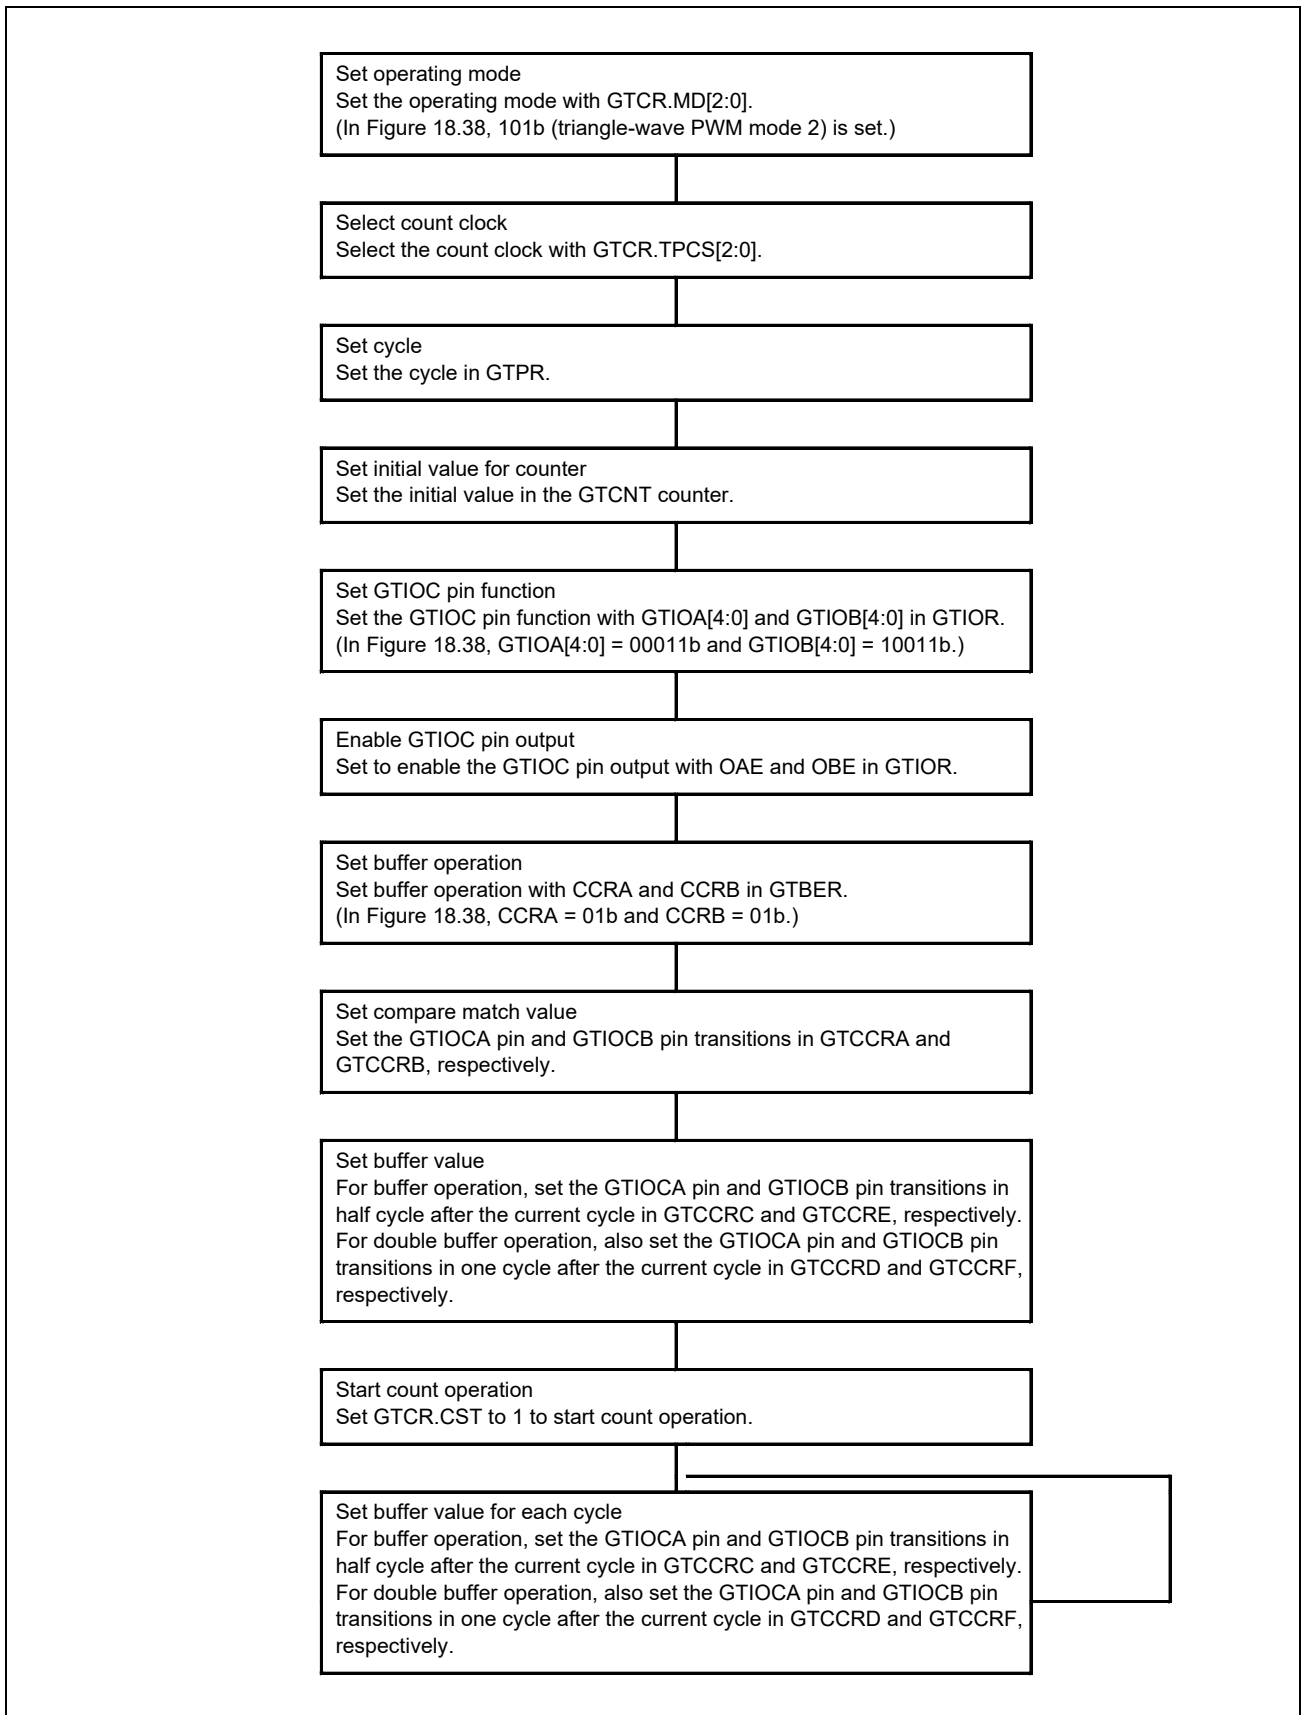 Set operating mode
Set the operating mode with GTCR.MD[2:0].
(In Figure 18.38, 101b (triangle-wave PWM mode 2) is set.)
Select count clock
Select the count clock with GTCR.TPCS[2:0].
Set cycle
Set the cycle in GTPR.
Set initial value for counter
Set the initial value in the GTCNT counter.
Set GTIOC pin function
Set the GTIOC pin function with GTIOA[4:0] and GTIOB[4:0] in GTIOR.
(In Figure 18.38, GTIOA[4:0] = 00011b and GTIOB[4:0] = 10011b.)
Enable GTIOC pin output
Set to enable the GTIOC pin output with OAE and OBE in GTIOR.
Set buffer operation
Set buffer operation with CCRA and CCRB in GTBER.
(In Figure 18.38, CCRA = 01b and CCRB = 01b.)
Set compare match value
Set the GTIOCA pin and GTIOCB pin transitions in GTCCRA and
GTCCRB, respectively.
Set buffer value
For buffer operation, set the GTIOCA pin and GTIOCB pin transitions in
half cycle after the current cycle in GTCCRC and GTCCRE, respectively.
For double buffer operation, also set the GTIOCA pin and GTIOCB pin
transitions in one cycle after the current cycle in GTCCRD and GTCCRF,
respectively.
Start count operation
Set GTCR.CST to 1 to start count operation.
Set buffer value for each cycle
For buffer operation, set the GTIOCA pin and GTIOCB pin transitions in
half cycle after the current cycle in GTCCRC and GTCCRE, respectively.
For double buffer operation, also set the GTIOCA pin and GTIOCB pin
transitions in one cycle after the current cycle in GTCCRD and GTCCRF,
respectively.